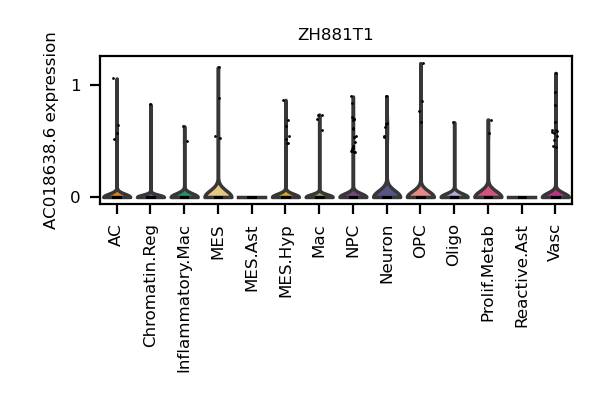 ZH881T1
AC018638.6 expression
1
0
AC
Chromatin.Reg
Inflammatory.Mac
MES
MES.Ast
MES.Hyp
Mac
NPC
Neuron
OPC
Oligo
Prolif.Metab
Reactive.Ast
Vasc